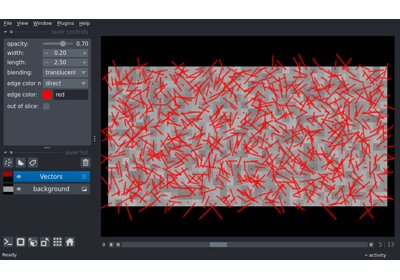 File View Window Plugins Help
layer controls
opacity: 0.70
width: 0.20
length: 2.50
blending: translucent
edge color m direct
edge color: red
out of slice:
layer list
Vectors
background
Ready
5 13
activity